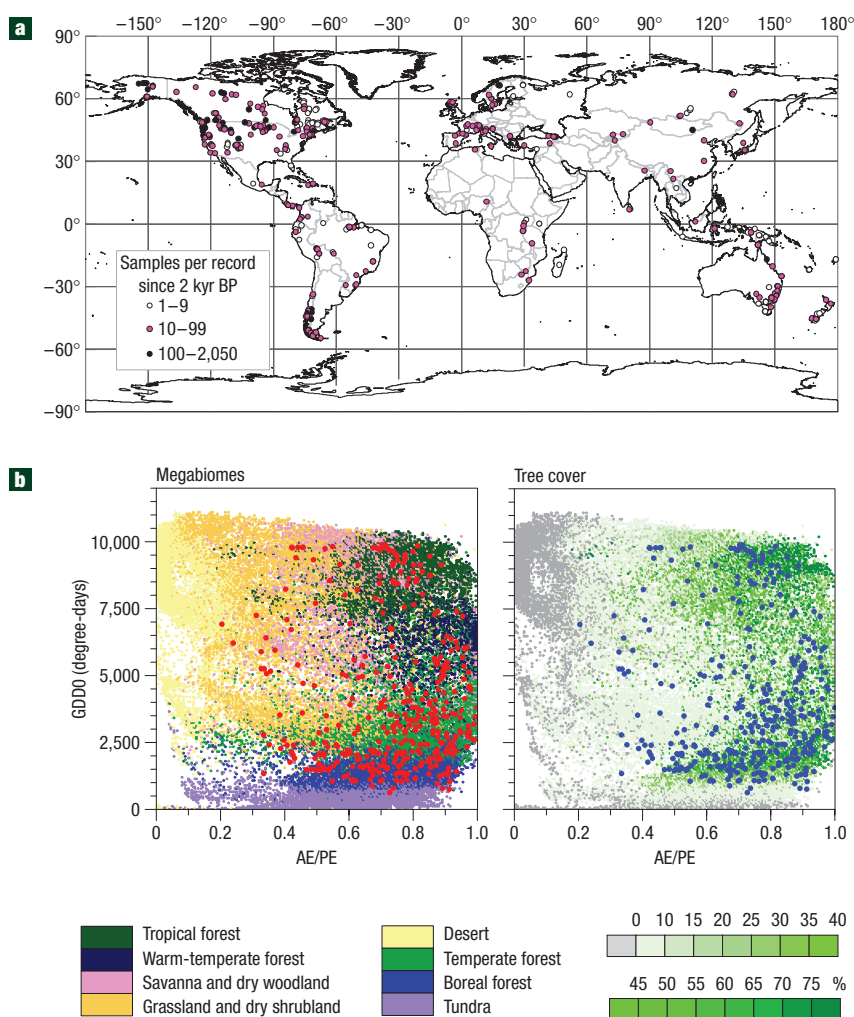 a
−150° −120° −90° −60° −30° 0° 30° 60° 90° 120° 150° 180°
90°
60°
30°
0°
−30°
−60°
−90°
Samples per record
since 2 kyr BP
1−9
10−99
100−2,050
b
Megabiomes
Tree cover
GDD0 (degree-days)
10,000
7,500
5,000
2,500
0
0 0.2 0.4 0.6 0.8 1.0
AE/PE
0 0.2 0.4 0.6 0.8 1.0
AE/PE
Tropical forest
Warm-temperate forest
Savanna and dry woodland
Grassland and dry shrubland
Desert
Temperate forest
Boreal forest
Tundra
0 10 15 20 25 30 35 40
45 50 55 60 65 70 75 %